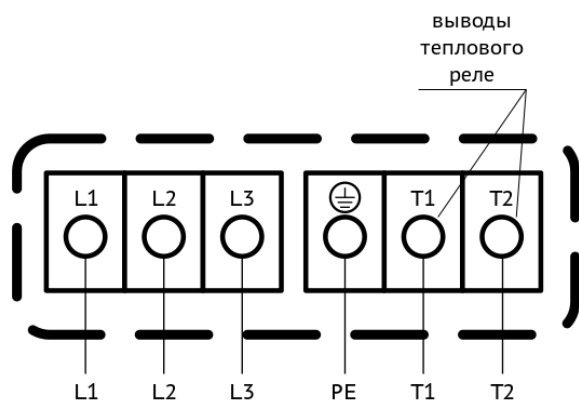 выводы
теплового
реле
L1 L2 L3 T1 T2
L1 L2 L3 PE T1 T2